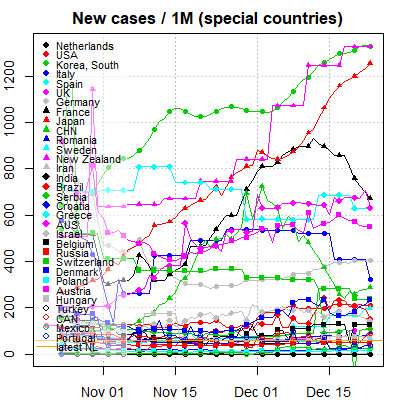 New cases / 1M (special countries)
Netherlands
USA
Korea, South
Italy
Spain
UK
Germany
France
Japan
CHN
Romania
Sweden
New Zealand
Iran
India
Brazil
Serbia
Croatia
Greece
AUS
Israel
Belgium
Russia
Switzerland
Denmark
Poland
Austria
Hungary
Turkey
CAN
Mexico
Portugal
latest NL
0
200
400
600
800
1000
1200
Nov 01
Nov 15
Dec 01
Dec 15